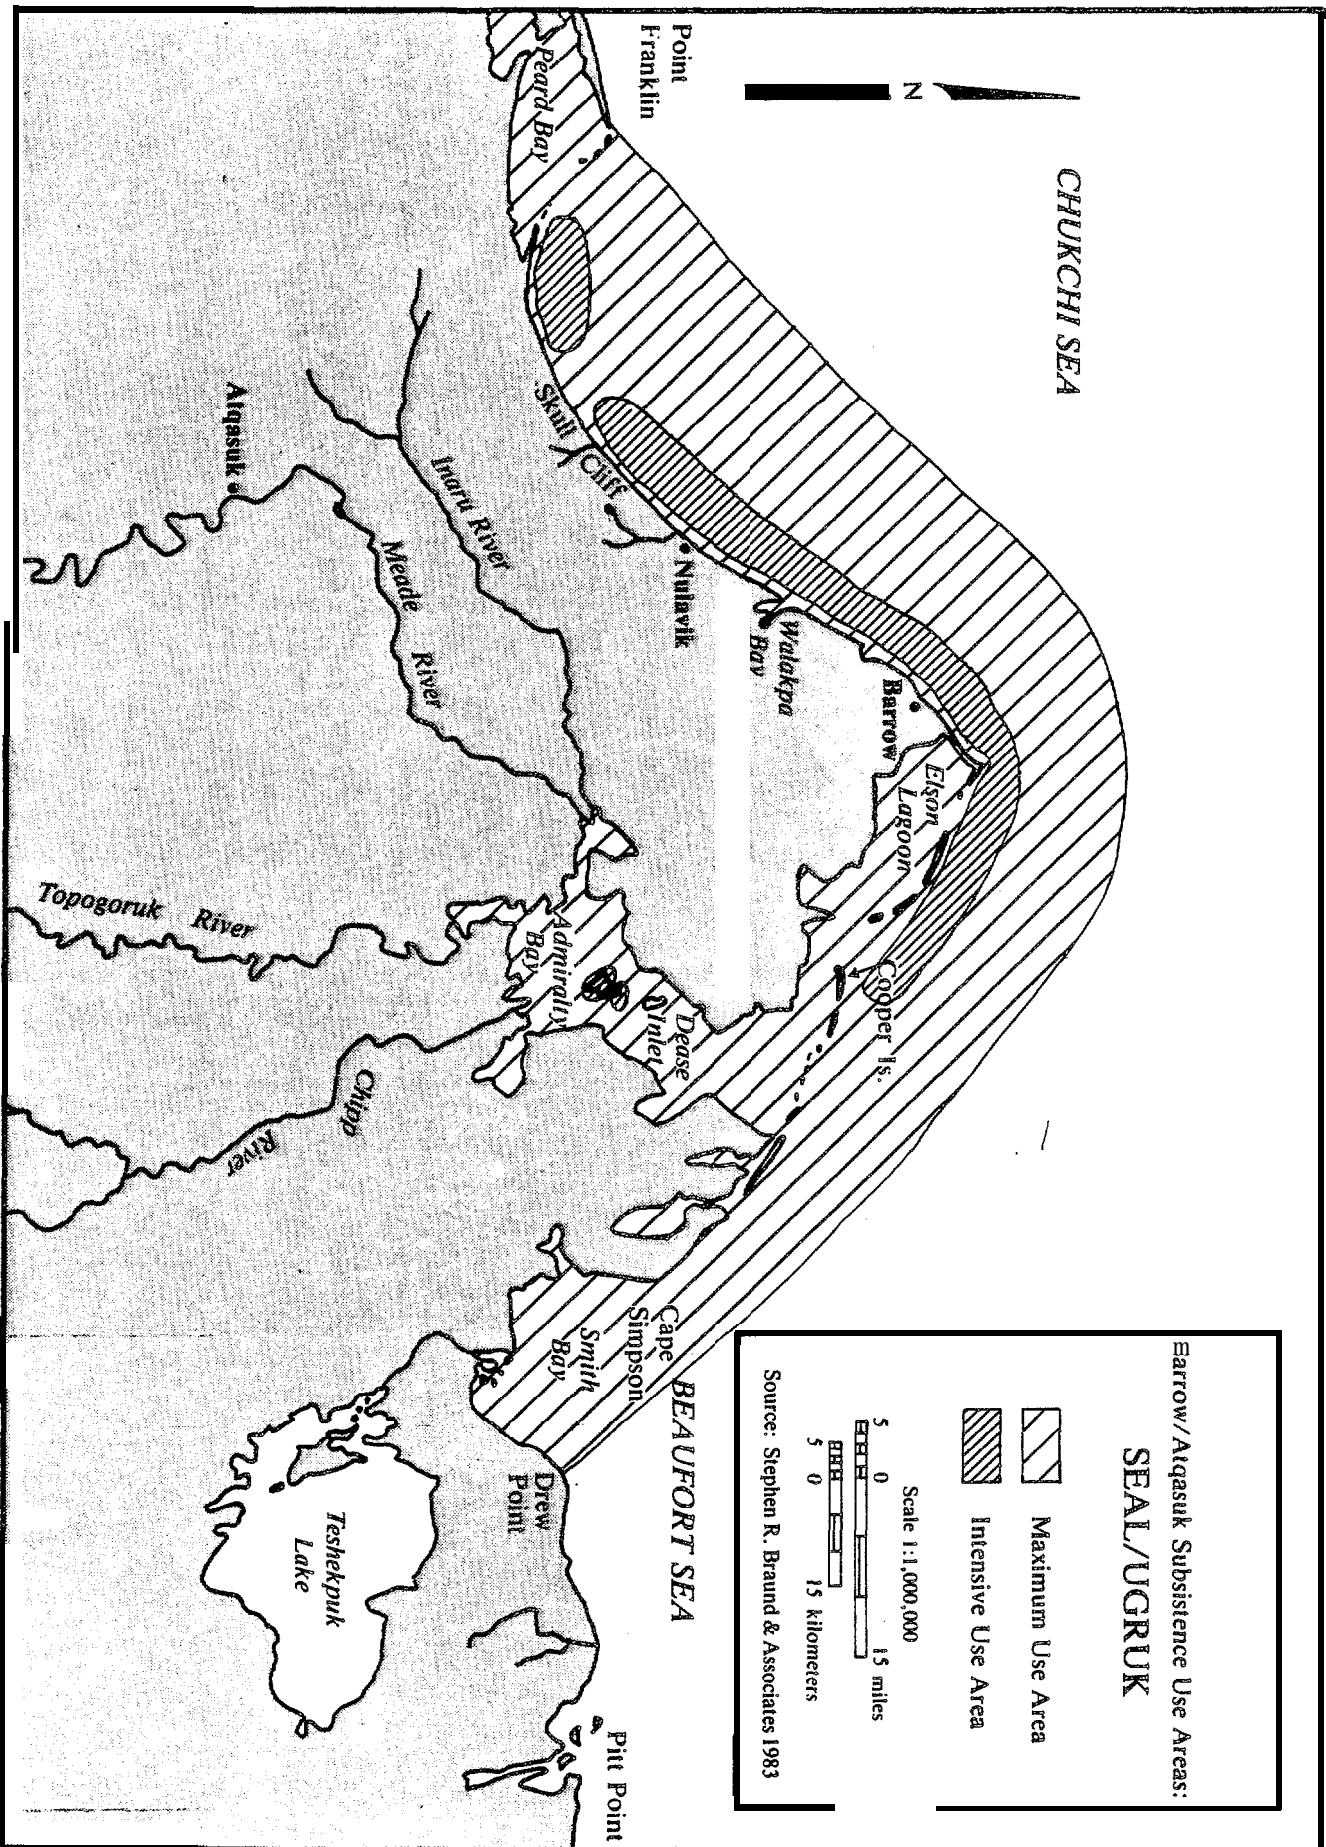 CHUKCHI SEA
N
Point
Franklin
Peard Bay
Skull
Cliff
Nulavik
Walakpa
Bay
Barrow
Elson
Lagoon
Cooper Is.
Dease
Inlet
Admiralty
Bay
Inaru River
Meade
River
Atqasuk
Topogoruk River
Chipp
River
Cape
Simpson
Smith
Bay
BEAUFORT SEA
Drew
Point
Teshekpuk
Lake
Pitt Point
arrow/Atqasuk Subsistence Use Areas:
SEAL/UGRUK
Maximum Use Area
Intensive Use Area
Scale 1:1,000,000
5 0 15 miles
5 0 15 kilometers
Source: Stephen R. Braund & Associates 1983